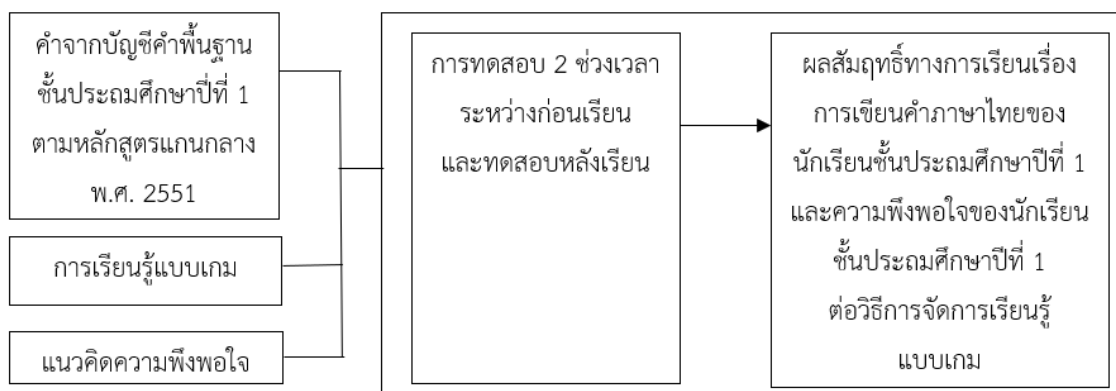 คำจากบัญชีคำพื้นฐาน
ชั้นประถมศึกษาปีที่ 1
ตามหลักสูตรแกนกลาง
พ.ศ. 2551
การเรียนรู้แบบเกม
แนวคิดความพึงพอใจ
การทดสอบ 2 ช่วงเวลา
ระหว่างก่อนเรียน
และทดสอบหลังเรียน
ผลสัมฤทธิ์ทางการเรียนเรื่อง
การเขียนคำภาษาไทยของ
นักเรียนชั้นประถมศึกษาปีที่ 1
และความพึงพอใจของนักเรียน
ชั้นประถมศึกษาปีที่ 1
ต่อวิธีการจัดการเรียนรู้
แบบเกม